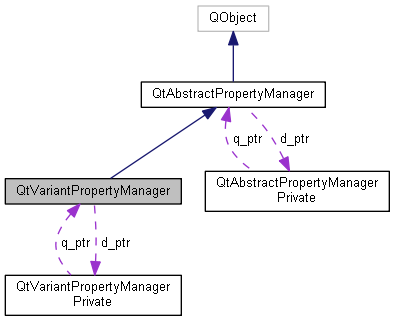 QObject
QtAbstractPropertyManager
q_ptr
d_ptr
QtVariantPropertyManager
QtAbstractPropertyManager
Private
q_ptr
d_ptr
QtVariantPropertyManager
Private